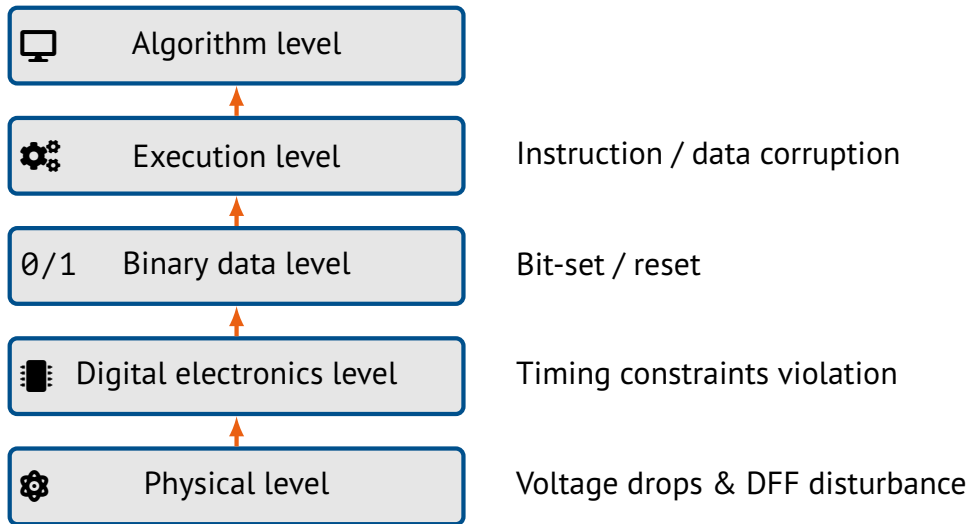 Algorithm level
Execution level
Instruction / data corruption
0/1 Binary data level
Bit-set / reset
Digital electronics level
Timing constraints violation
Physical level
Voltage drops & DFF disturbance